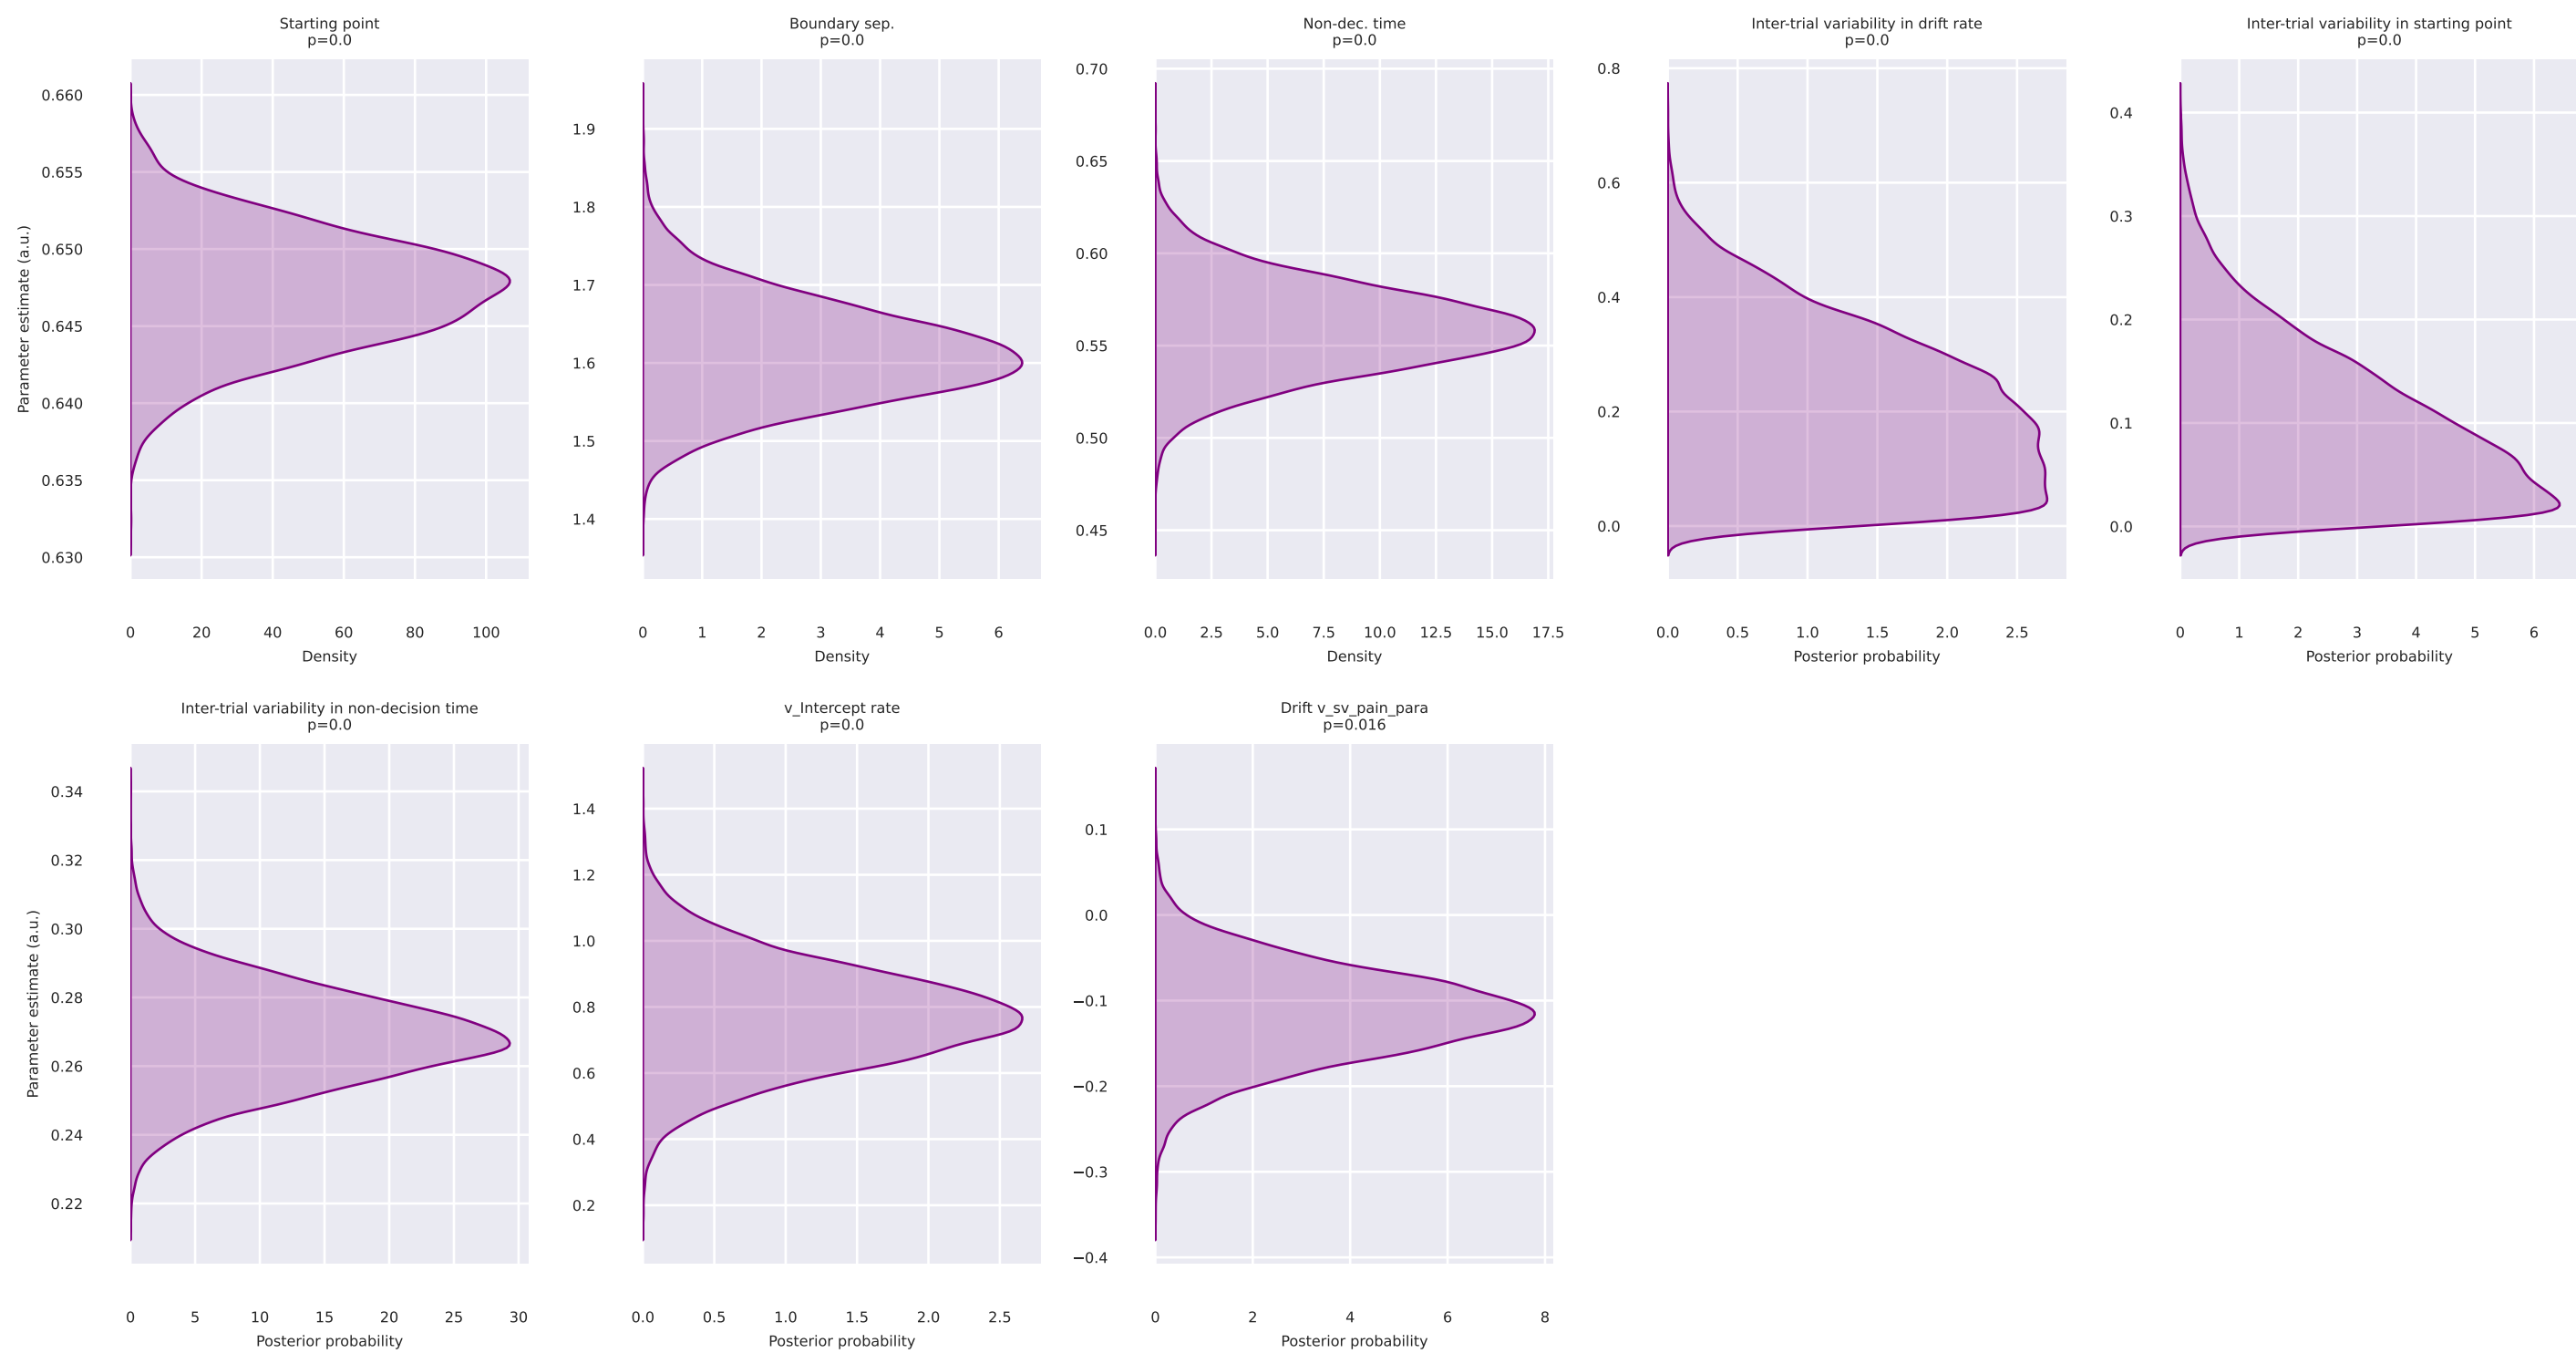 Starting point
p=0.0
Parameter estimate (a.u.)
0.660
0.655
0.650
0.645
0.640
0.635
0.630
0 20 40 60 80 100
Density
Boundary sep.
p=0.0
1.9
1.8
1.7
1.6
1.5
1.4
0 1 2 3 4 5 6
Density
Non-dec. time
p=0.0
0.70
0.65
0.60
0.55
0.50
0.45
0.0 2.5 5.0 7.5 10.0 12.5 15.0 17.5
Density
Inter-trial variability in drift rate
p=0.0
0.8
0.6
0.4
0.2
0.0
0.0 0.5 1.0 1.5 2.0 2.5
Posterior probability
Inter-trial variability in starting point
p=0.0
0.4
0.3
0.2
0.1
0.0
0 1 2 3 4 5 6
Posterior probability
Inter-trial variability in non-decision time
p=0.0
Parameter estimate (a.u.)
0.34
0.32
0.30
0.28
0.26
0.24
0.22
0 5 10 15 20 25 30
Posterior probability
v_Intercept rate
p=0.0
1.4
1.2
1.0
0.8
0.6
0.4
0.2
0.0 0.5 1.0 1.5 2.0 2.5
Posterior probability
Drift v_sv_pain_para
p=0.016
0.1
0.0
−0.1
−0.2
−0.3
−0.4
0 2 4 6 8
Posterior probability